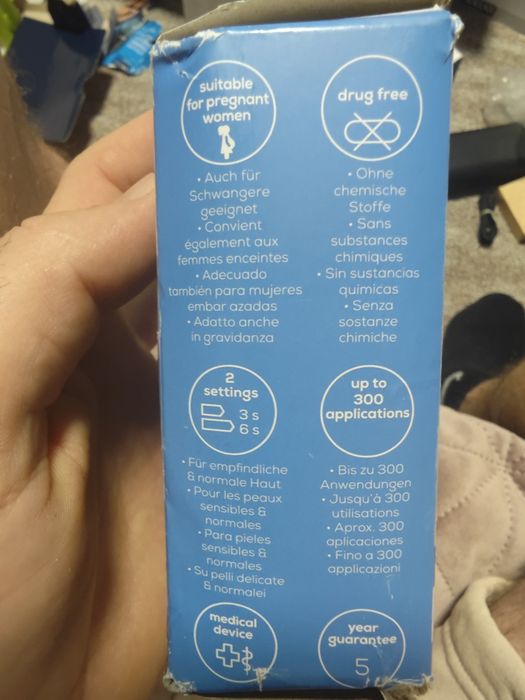 suitable
for pregnant
women
• Auch für
Schwangere
geeignet
• Convient
également aux
femmes enceintes
• Adecuado
también para mujeres
embar azadas
• Adatto anche
in gravidanza
drug free
• Ohne
chemische
Stoffe
• Sans
substances
chimiques
• Sin sustancias
quimicas
• Senza
sostanze
chimiche
2
settings
3 s
6 s
• Für empfindliche
& normale Haut
• Pour les peaux
sensibles &
normales
• Para pieles
sensibles &
normales
• Su pelli delicate
& normalei
up to
300
applications
• Bis zu 300
Anwendungen
• Jusqu'à 300
utilisations
• Aprox. 300
aplicaciones
• Fino a 300
applicazioni
medical
device
year
guarantee
5